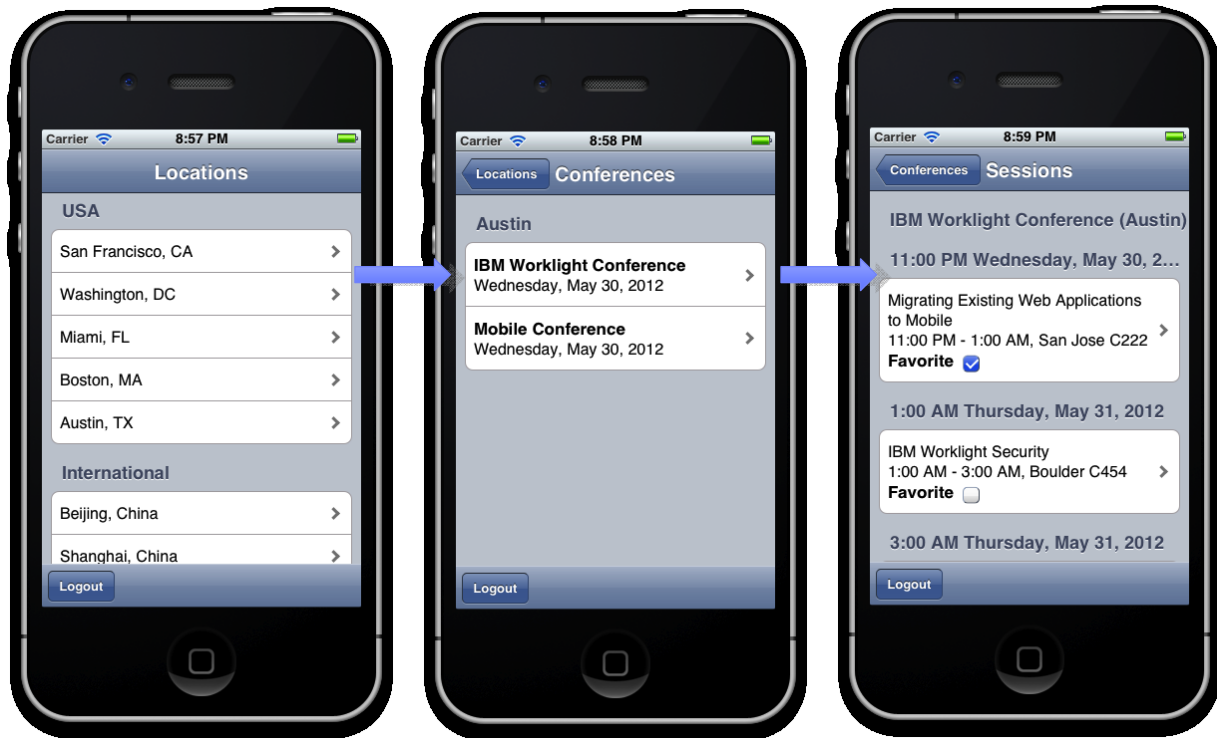 Carrier 8:57 PM
Locations
USA
San Francisco, CA
Washington, DC
Miami, FL
Boston, MA
Austin, TX
International
Beijing, China
Shanghai, China
Logout
Carrier 8:58 PM
Locations Conferences
Austin
IBM Worklight Conference
Wednesday, May 30, 2012
Mobile Conference
Wednesday, May 30, 2012
Logout
Carrier 8:59 PM
Conferences Sessions
IBM Worklight Conference (Austin)
11:00 PM Wednesday, May 30, 2...
Migrating Existing Web Applications
to Mobile
11:00 PM - 1:00 AM, San Jose C222
Favorite
1:00 AM Thursday, May 31, 2012
IBM Worklight Security
1:00 AM - 3:00 AM, Boulder C454
Favorite
3:00 AM Thursday, May 31, 2012
Logout